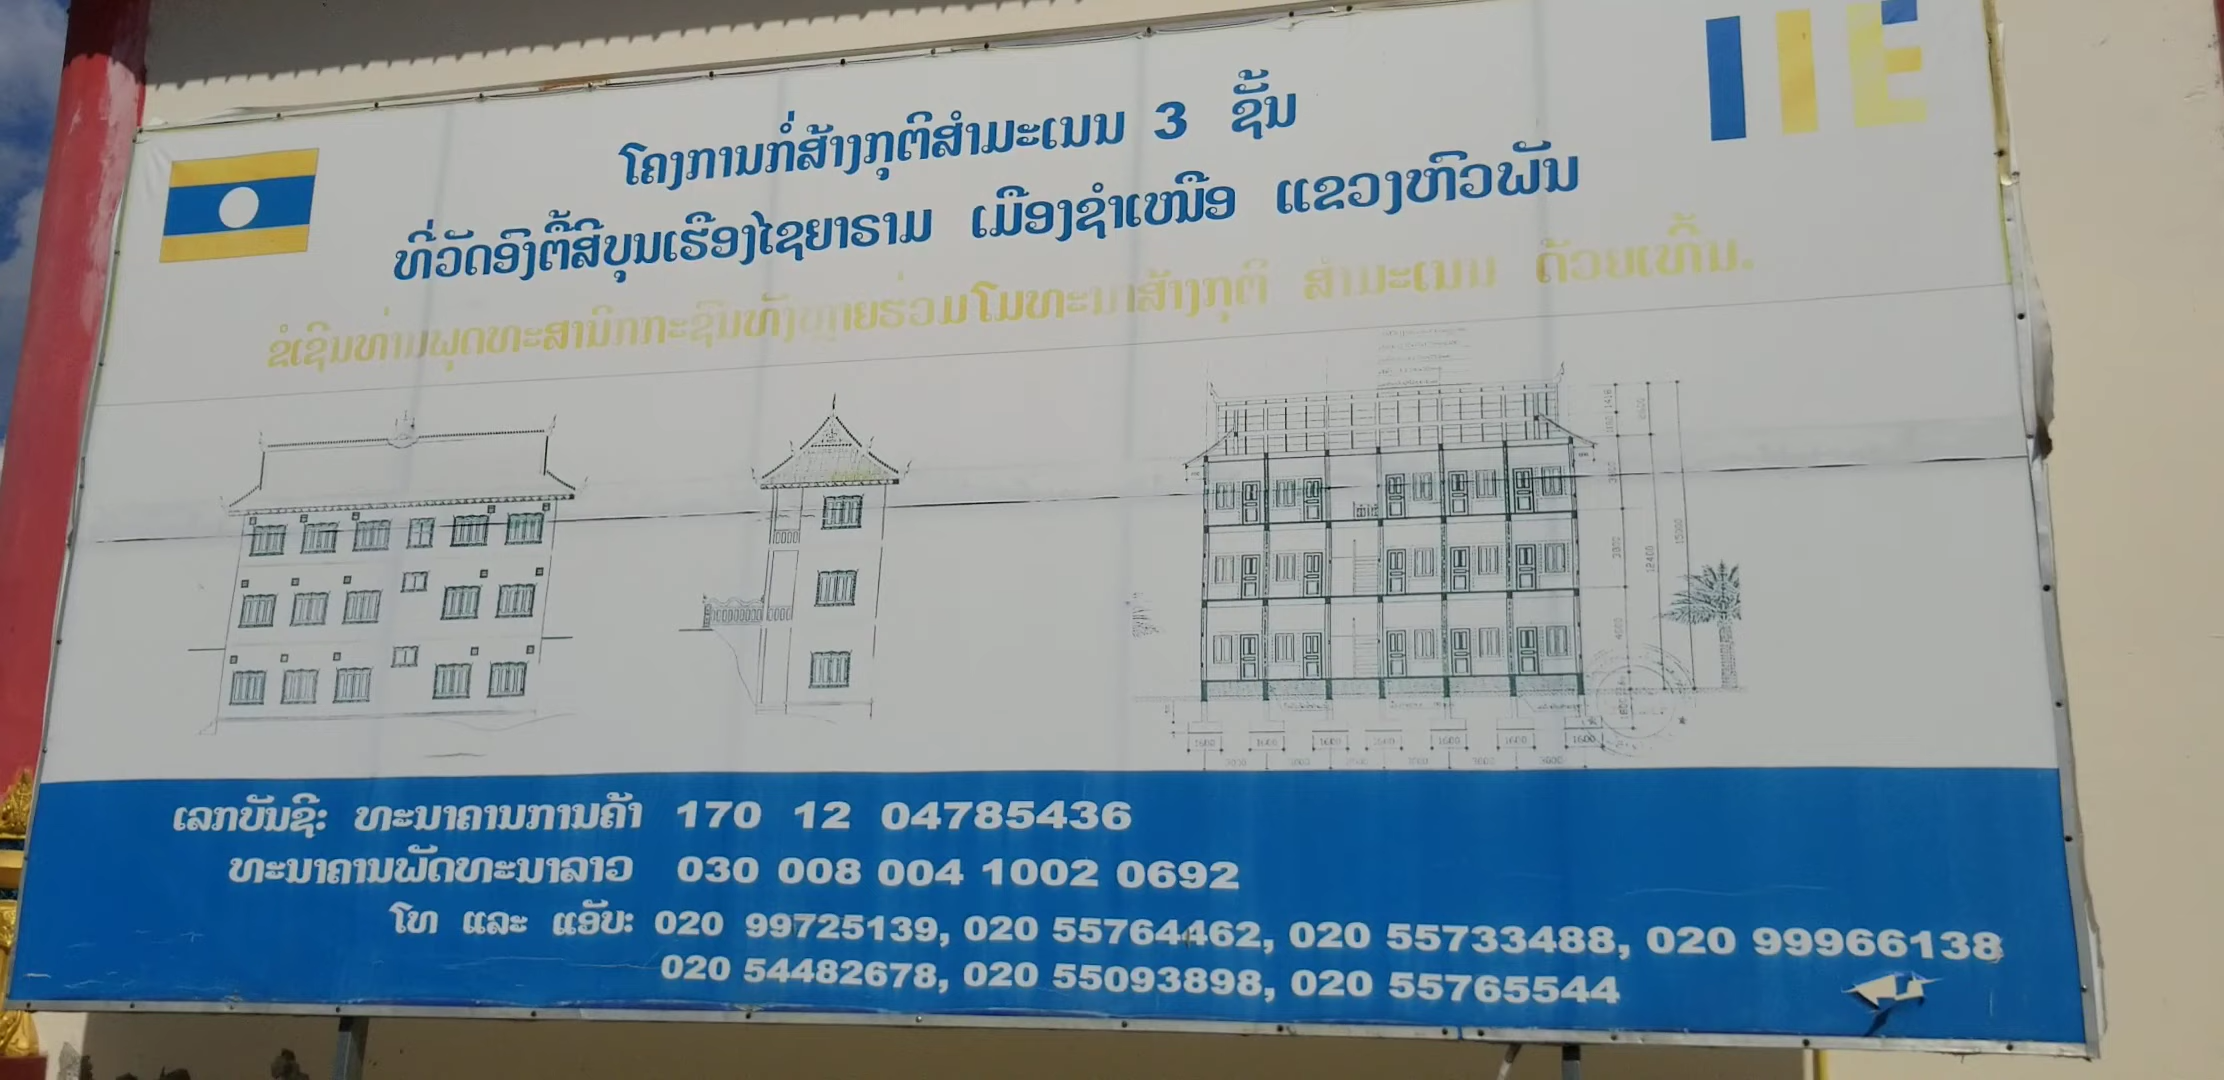 ໂຄງການກໍ່ສ້າງກຸຕິສຳມະເນນ 3 ຊັ້ນ
ທີ່ວັດອົງຕື້ສີບຸນເຮືອງໄຊຍາຣາມ ເມືອງຊຳເໜືອ ແຂວງຫົວພັນ
ຂໍເຊີນທ່ານພຸດທະສານິກກະຊົນທັງຫຼາຍຮ່ວມໂມທະນາສ້າງກຸຕິ ສຳມະເນນ ດ້ວຍເທີ້ນ.
ເລກບັນຊີ: ທະນາຄານການຄ້າ 170 12 04785436
ທະນາຄານພັດທະນາລາວ 030 008 004 1002 0692
ໂທ ແລະ ແອັບ: 020 99725139, 020 55764462, 020 55733488, 020 99966138
020 54482678, 020 55093898, 020 55765544